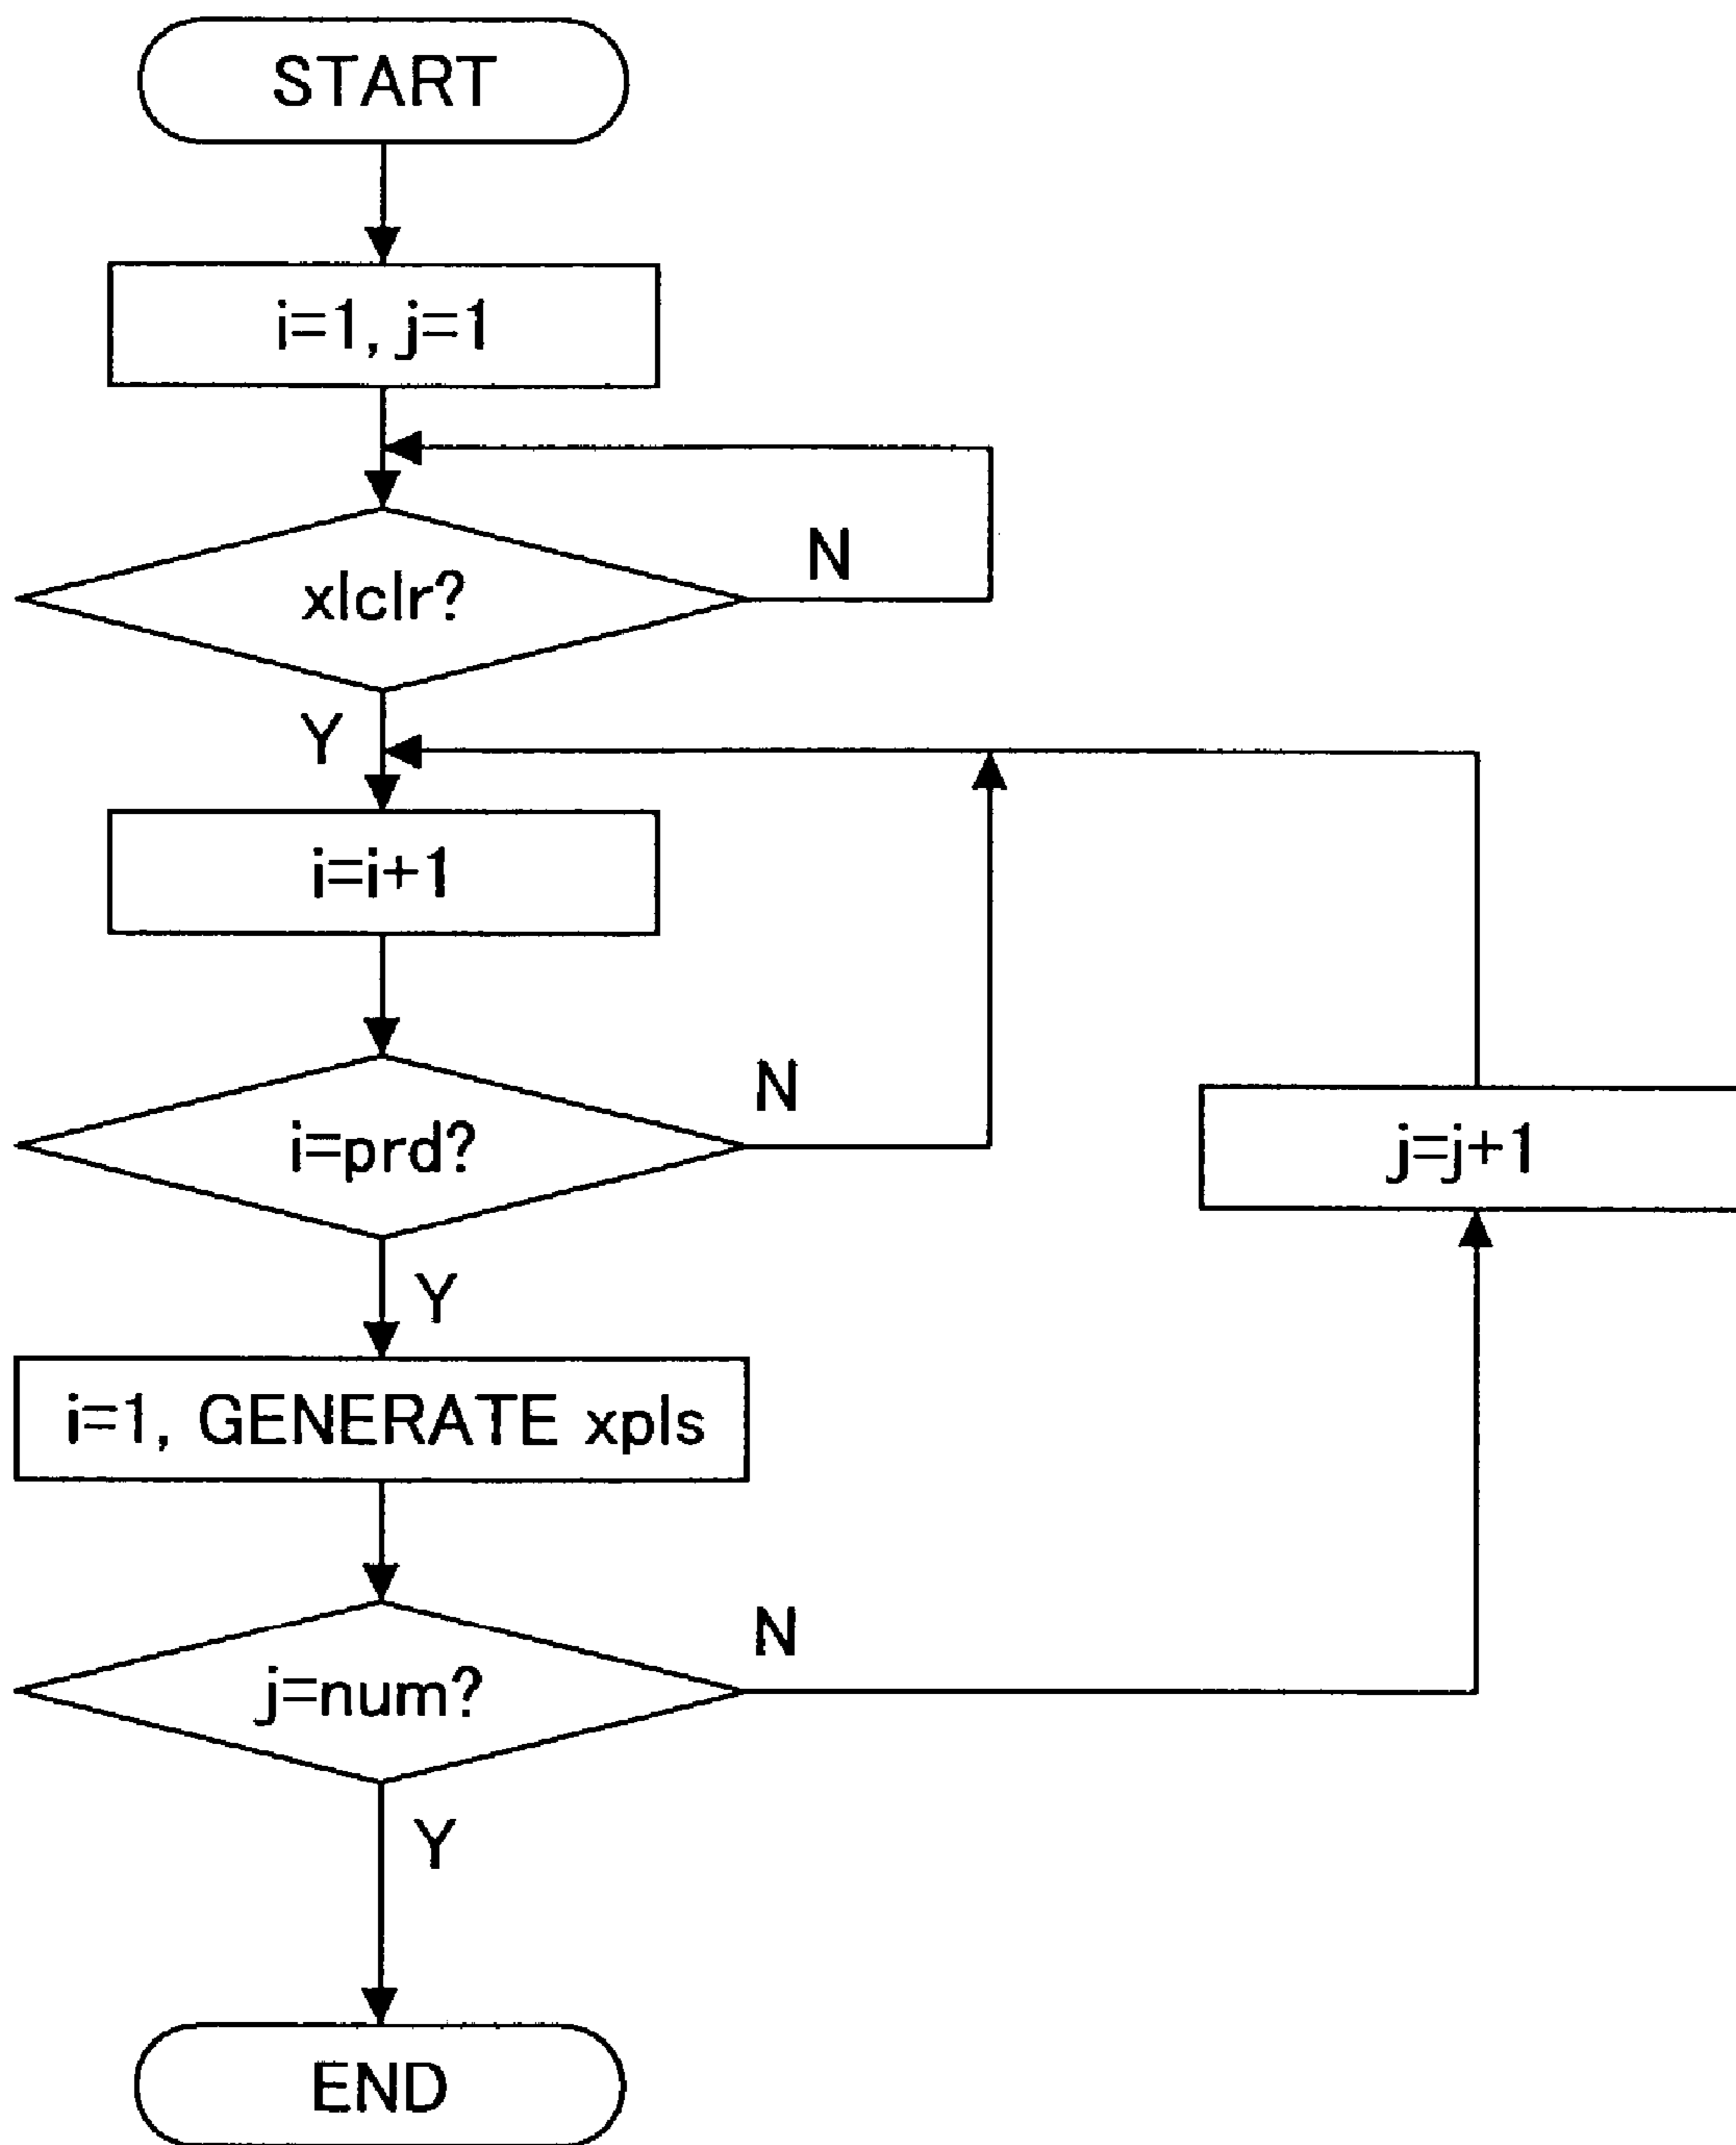 START
i=1, j=1
N
xlclr?
Y
i=i+1
N
i=prd?
j=j+1
Y
i=1, GENERATE xpls
N
j=num?
Y
END